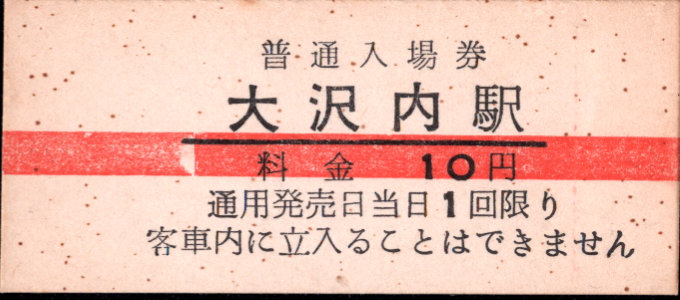 普通入場券
大沢内駅
料金 10円
通用発売日当日1回限り
客車内に立入ることはできません